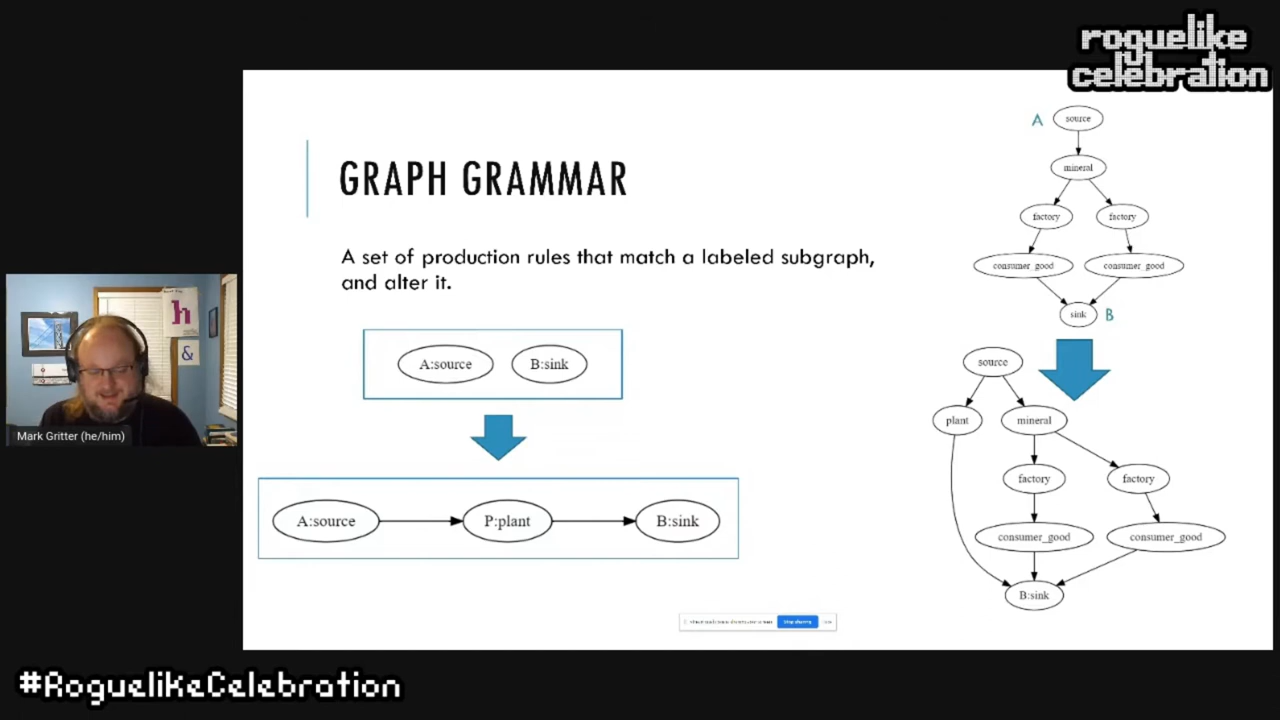 roguelike
celebration
GRAPH GRAMMAR
A set of production rules that match a labeled subgraph,
and alter it.
A:source
B:sink
A:source
P:plant
B:sink
A
source
mineral
factory
factory
consumer_good
consumer_good
sink
B
source
plant
mineral
factory
factory
consumer_good
consumer_good
B:sink
h
&
Mark Gritter (he/him)
Stop sharing
#RoguelikeCelebration